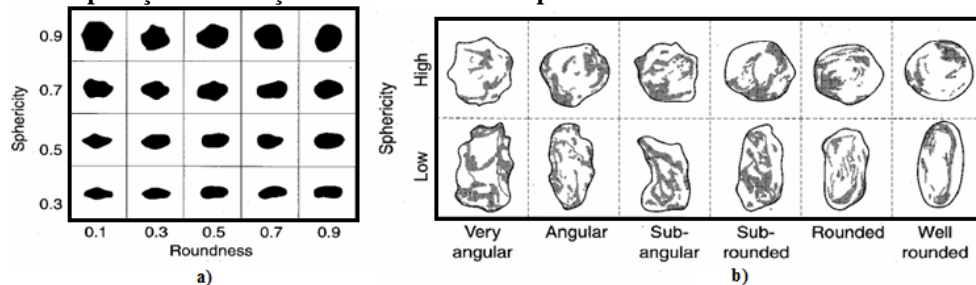 0.9
0.7
0.5
0.3
Sphericity
0.1 0.3 0.5 0.7 0.9
Roundness
a)
Sphericity
High
Low
Very angular
Angular
Sub-angular
Sub-rounded
Rounded
Well rounded
b)